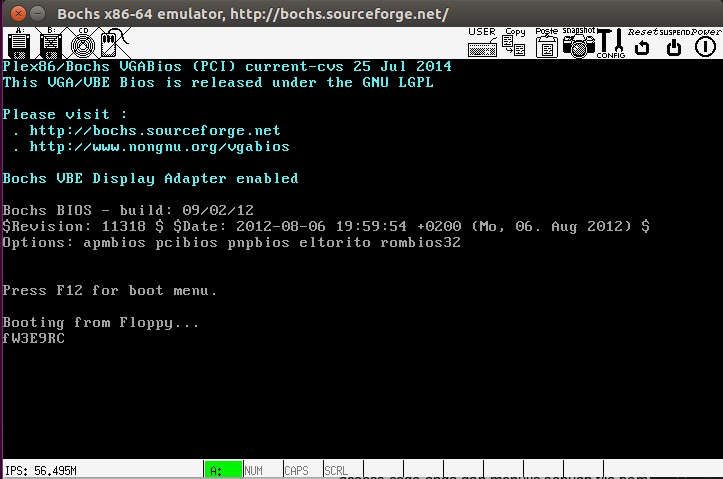 Bochs x86-64 emulator, http://bochs.sourceforge.net/
A: B: CD USER Copy Paste snapshot CONFIG Reset SUSPEND Power
Plex86/Bochs VGABios (PCI) current-cvs 25 Jul 2014
This VGA/VBE Bios is released under the GNU LGPL
Please visit :
. http://bochs.sourceforge.net
. http://www.nongnu.org/vgabios
Bochs VBE Display Adapter enabled
Bochs BIOS - build: 09/02/12
$Revision: 11318 $ $Date: 2012-08-06 19:59:54 +0200 (Mo, 06. Aug 2012) $
Options: apmbios pcibios pnpbios eltorito rombios32
Press F12 for boot menu.
Booting from Floppy...
fW3E9RC
IPS: 56.495M A: NUM CAPS SCRL